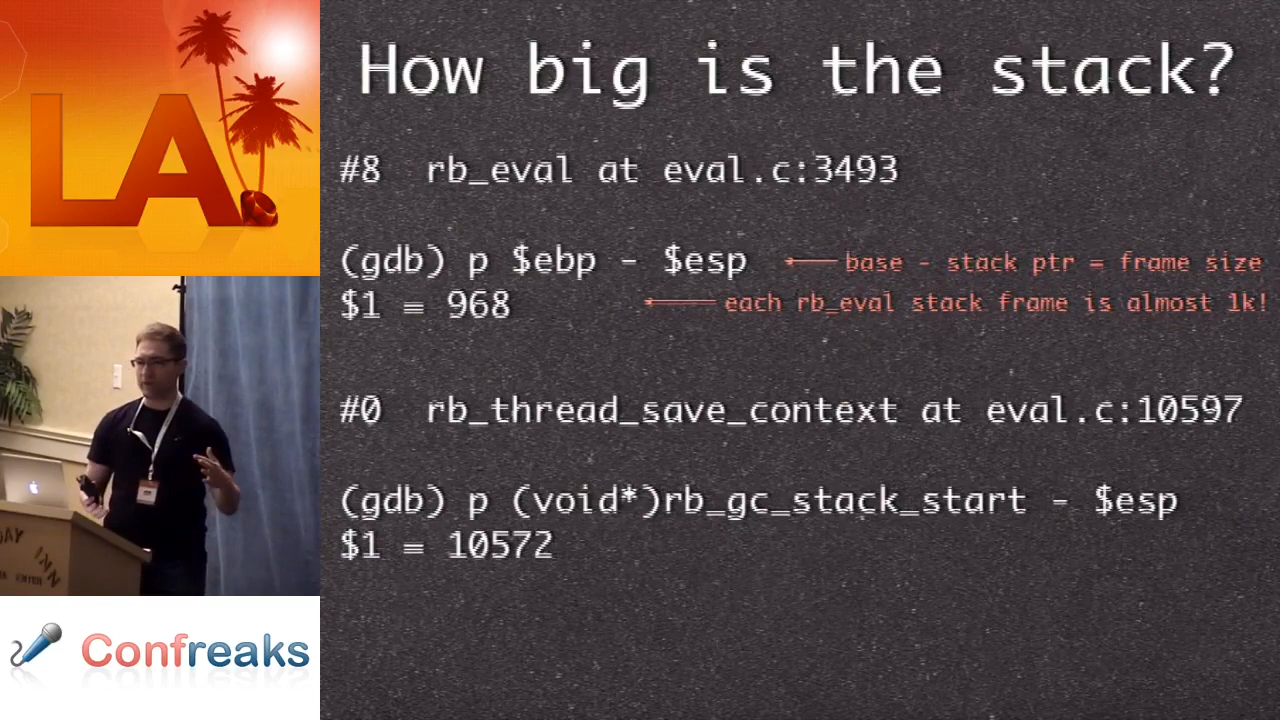 LA
How big is the stack?
#8 rb_eval at eval.c:3493
(gdb) p $ebp - $esp
base - stack ptr = frame size
$1 = 968
each rb_eval stack frame is almost 1k!
#0 rb_thread_save_context at eval.c:10597
(gdb) p (void*)rb_gc_stack_start - $esp
$1 = 10572
INN
Confreaks